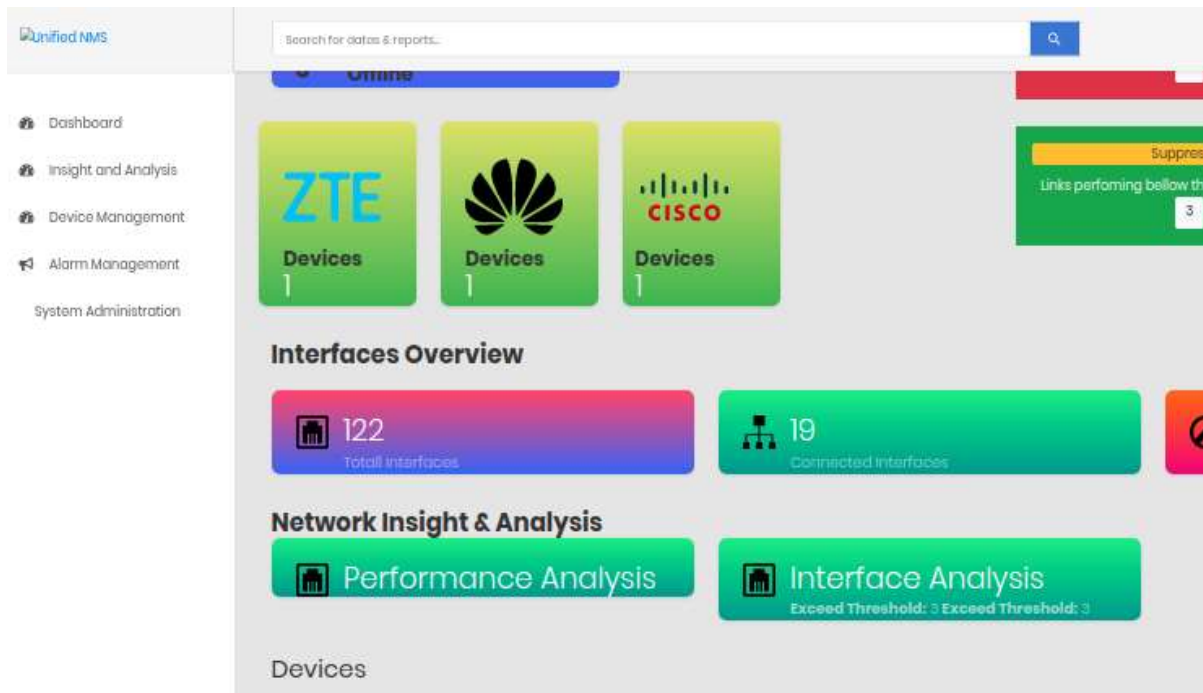 Unified NMS
Search for datas & reports...
Offline
Dashboard
Insight and Analysis
Device Management
Alarm Management
System Administration
ZTE
CISCO
Devices
1
Devices
1
Devices
1
Suppres
Links perfoming bellow th
3
Interfaces Overview
122
Totall Interfaces
19
Connected Interfaces
Network Insight & Analysis
Performance Analysis
Interface Analysis
Exceed Threshold: 3 Exceed Threshold: 3
Devices